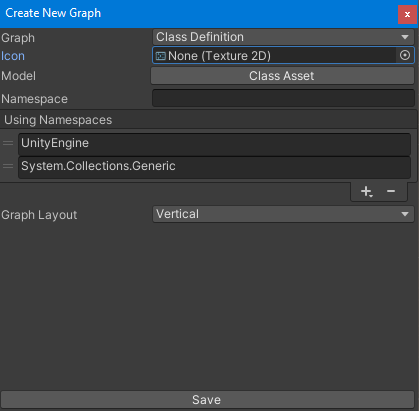 Create New Graph
x
Graph Class Definition
Icon None (Texture 2D)
Model Class Asset
Namespace
Using Namespaces
UnityEngine
System.Collections.Generic
+ −
Graph Layout Vertical
Save